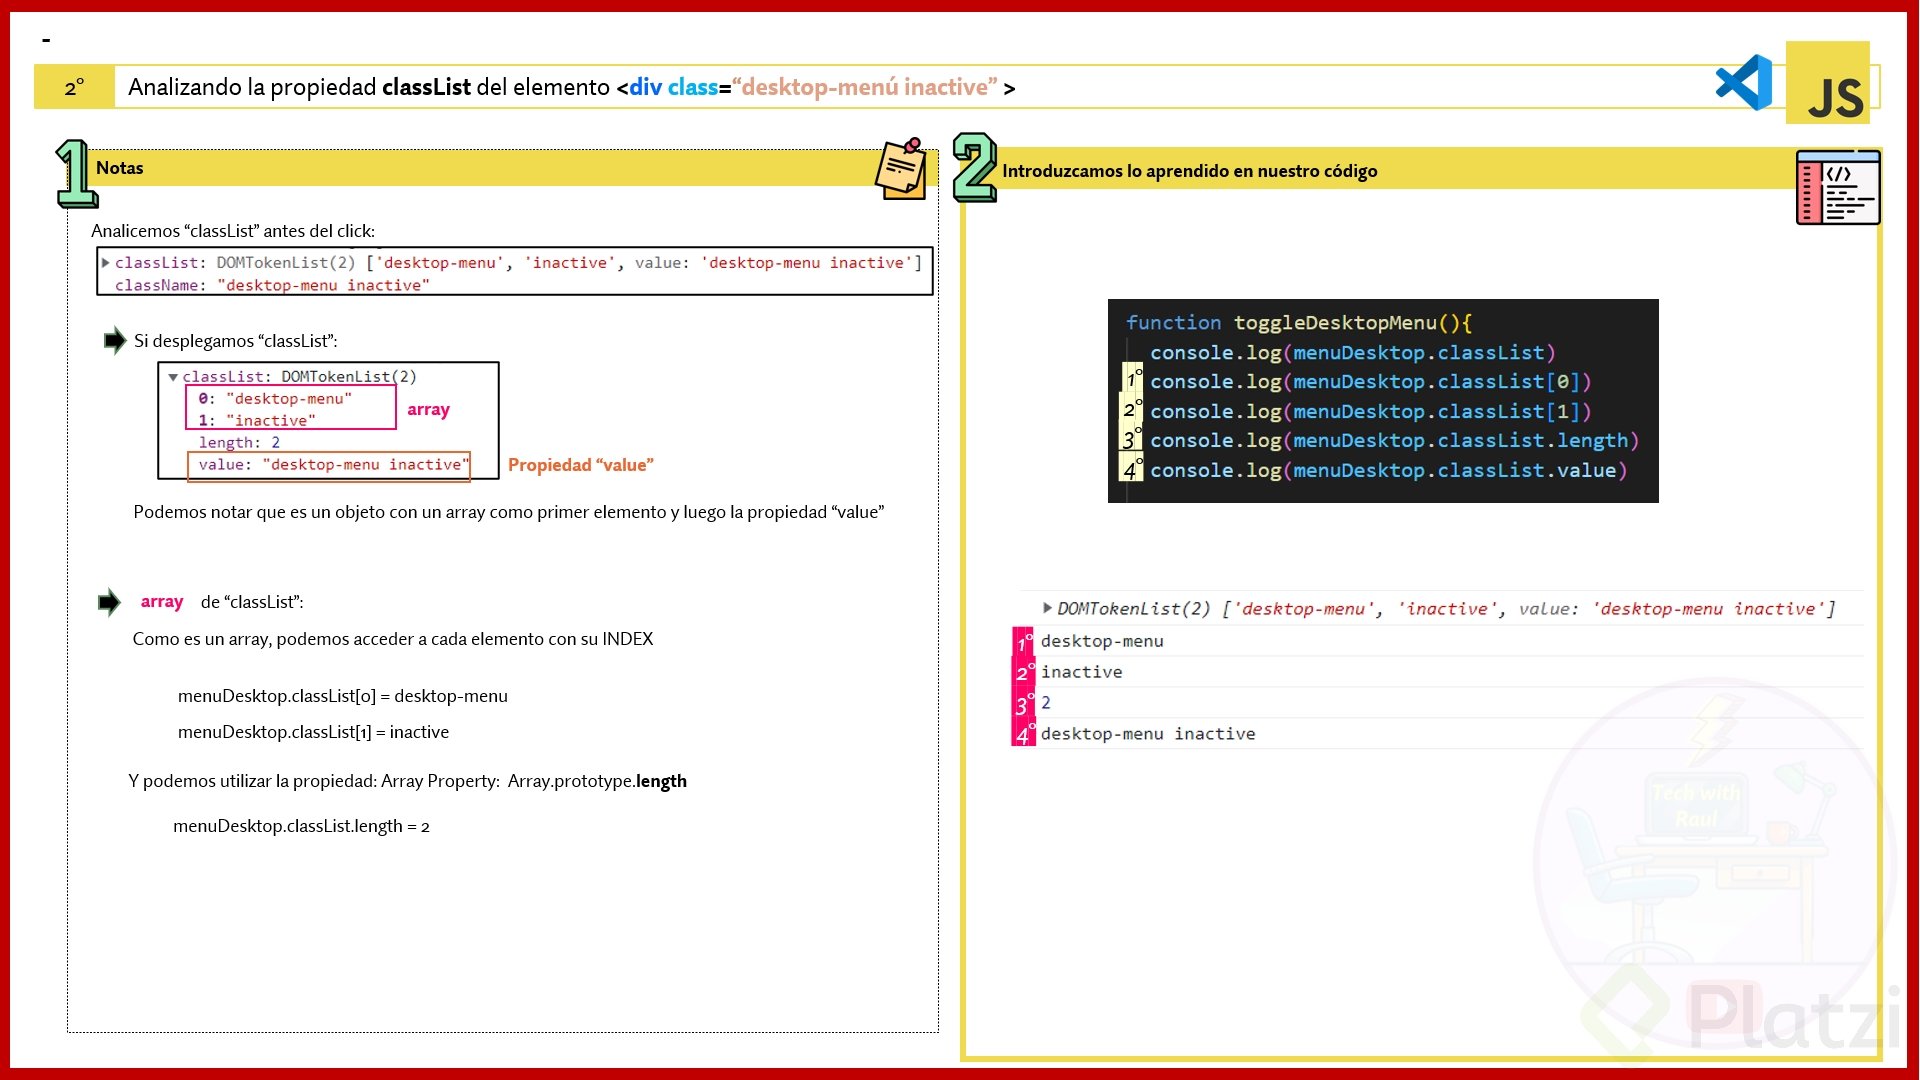 -
2° Analizando la propiedad classList del elemento <div class=“desktop-menú inactive” >
JS
1 Notas
Analicemos “classList” antes del click:
classList: DOMTokenList(2) ['desktop-menu', 'inactive', value: 'desktop-menu inactive']
className: "desktop-menu inactive"
Si desplegamos “classList”:
classList: DOMTokenList(2)
0: "desktop-menu"
1: "inactive"
array
length: 2
value: "desktop-menu inactive"
Propiedad “value”
Podemos notar que es un objeto con un array como primer elemento y luego la propiedad “value”
array de “classList”:
Como es un array, podemos acceder a cada elemento con su INDEX
menuDesktop.classList[0] = desktop-menu
menuDesktop.classList[1] = inactive
Y podemos utilizar la propiedad: Array Property: Array.prototype.length
menuDesktop.classList.length = 2
2 Introduzcamos lo aprendido en nuestro código
</>
function toggleDesktopMenu(){
console.log(menuDesktop.classList)
1° console.log(menuDesktop.classList[0])
2° console.log(menuDesktop.classList[1])
3° console.log(menuDesktop.classList.length)
4° console.log(menuDesktop.classList.value)
DOMTokenList(2) ['desktop-menu', 'inactive', value: 'desktop-menu inactive']
1° desktop-menu
2° inactive
3° 2
4° desktop-menu inactive
Tech with
Raul
Platzi